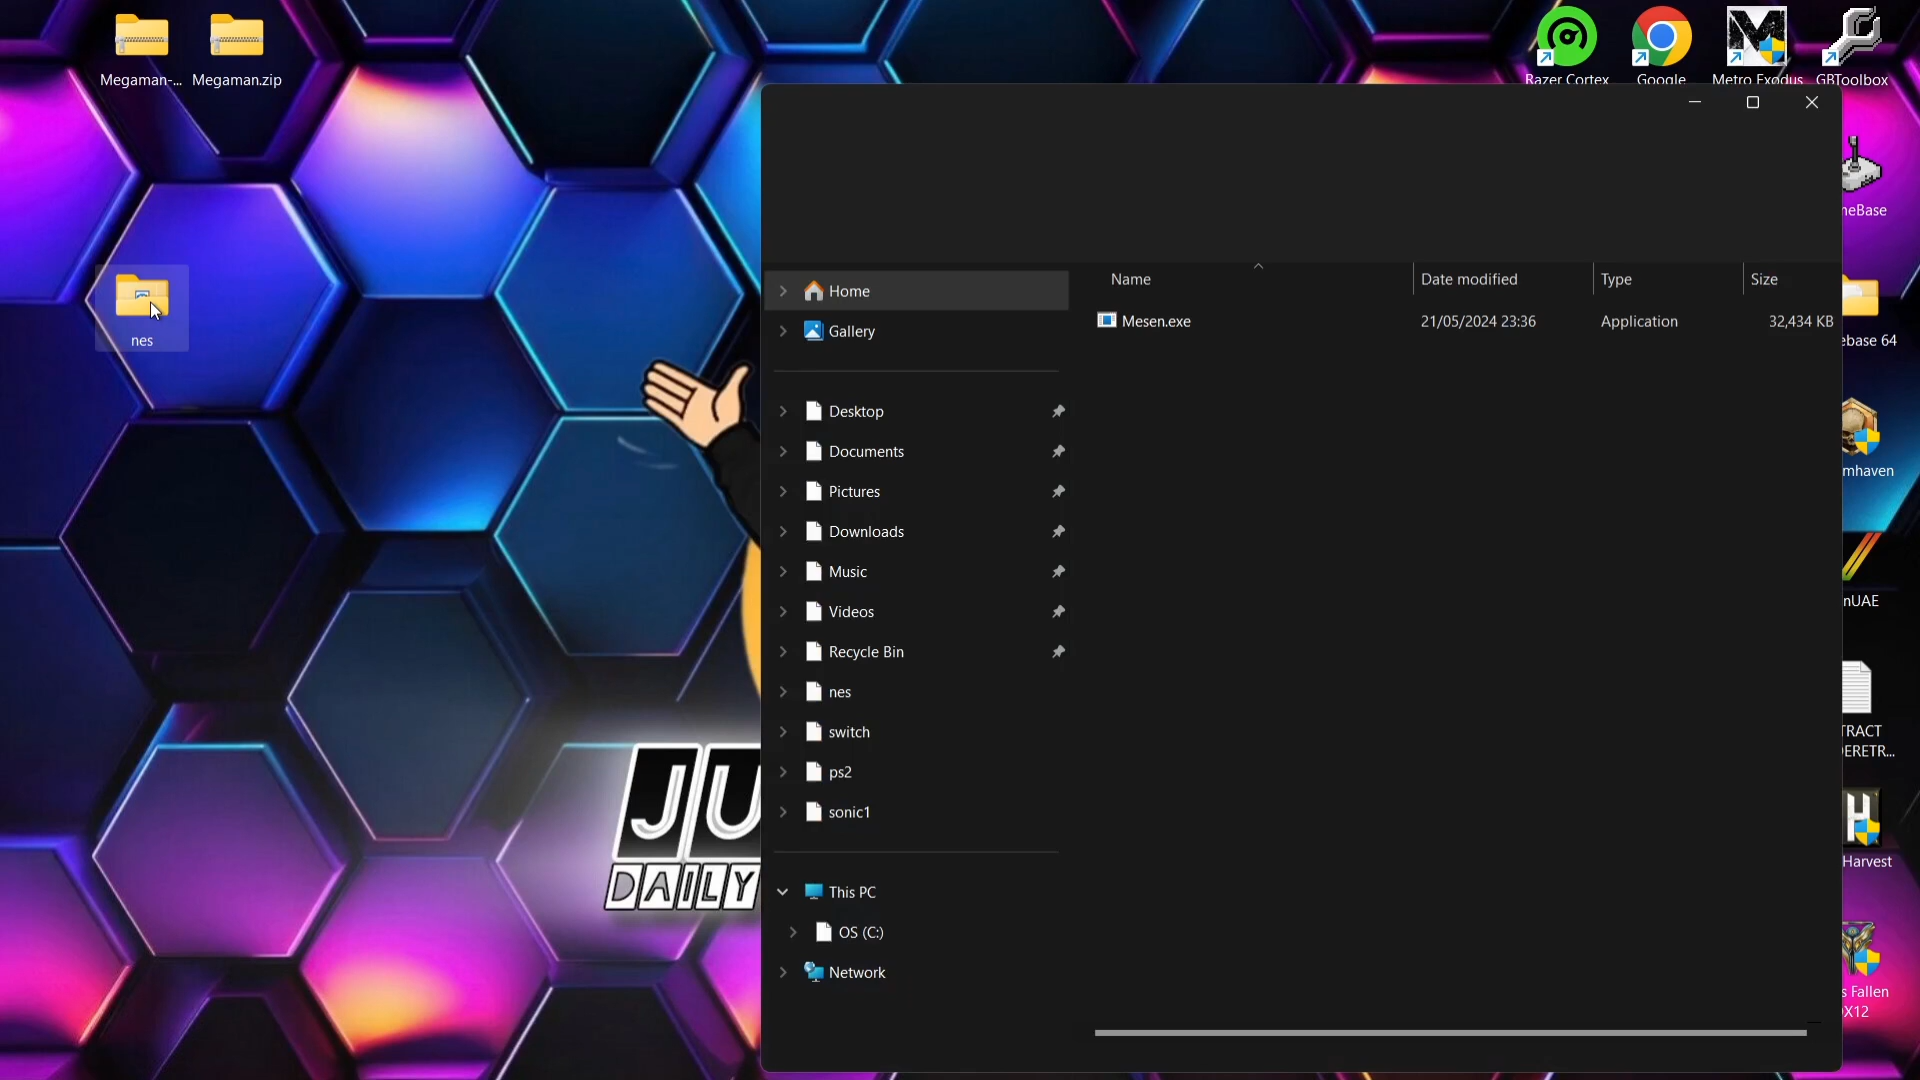 Megaman-...
Megaman.zip
Razer Cortex
Google
Metro Exodus
GBToolbox
nes
Name
Date modified
Type
Size
Mesen.exe
21/05/2024 23:36
Application
32,434 KB
Home
Gallery
Desktop
Documents
Pictures
Downloads
Music
Videos
Recycle Bin
nes
switch
ps2
sonic1
This PC
OS (C:)
Network
neBase
ebase 64
mhaven
nUAE
TRACT
DERETR...
Harvest
s Fallen
DX12
JU
DAILY